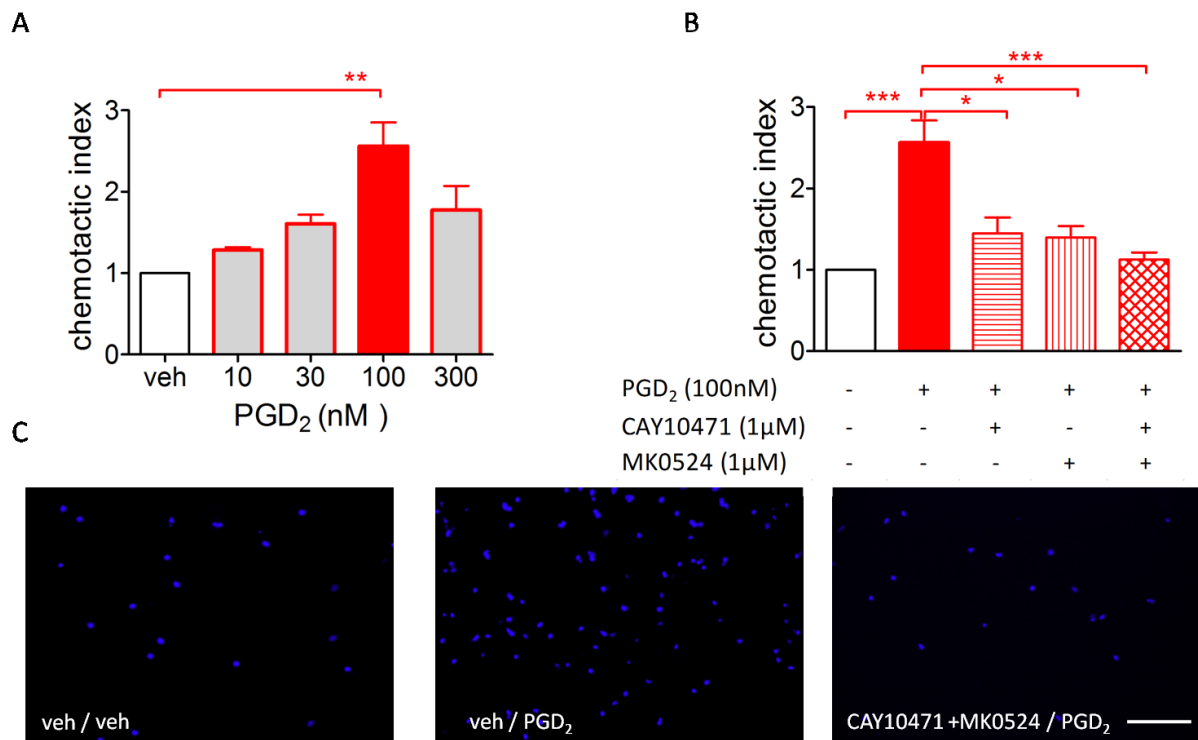 A
**
chemotactic index
3
2
1
0
veh 10 30 100 300
PGD₂ (nM )
B
***
*
*** *
chemotactic index
3
2
1
0
PGD₂ (100nM) - + + + +
CAY10471 (1µM) - - + - +
MK0524 (1µM) - - - + +
C
veh / veh
veh / PGD₂
CAY10471 +MK0524 / PGD₂